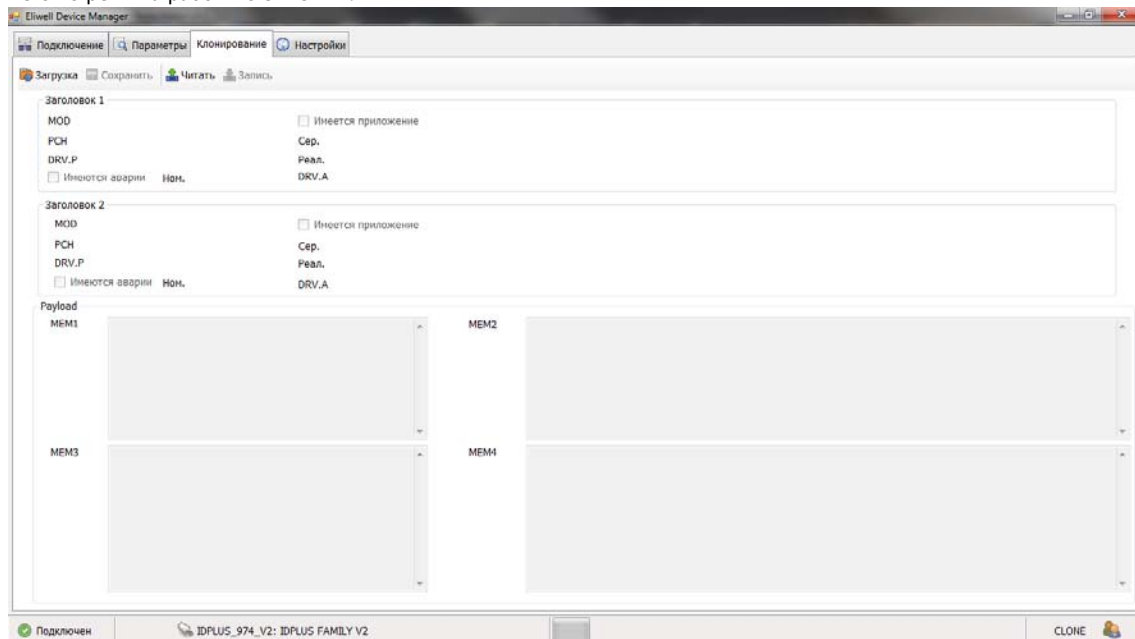 Eliwell Device Manager
Подключение Параметры Клонирование Настройки
Загрузка Сохранить Читать Запись
Заголовок 1
MOD Имеется приложение
PCH Сер.
DRV.P Реал.
Имеются аварии Ном. DRV.A
Заголовок 2
MOD Имеется приложение
PCH Сер.
DRV.P Реал.
Имеются аварии Ном. DRV.A
Payload
MEM1 MEM2
MEM3 MEM4
Подключен IDPLUS_974_V2: IDPLUS FAMILY V2 CLONE